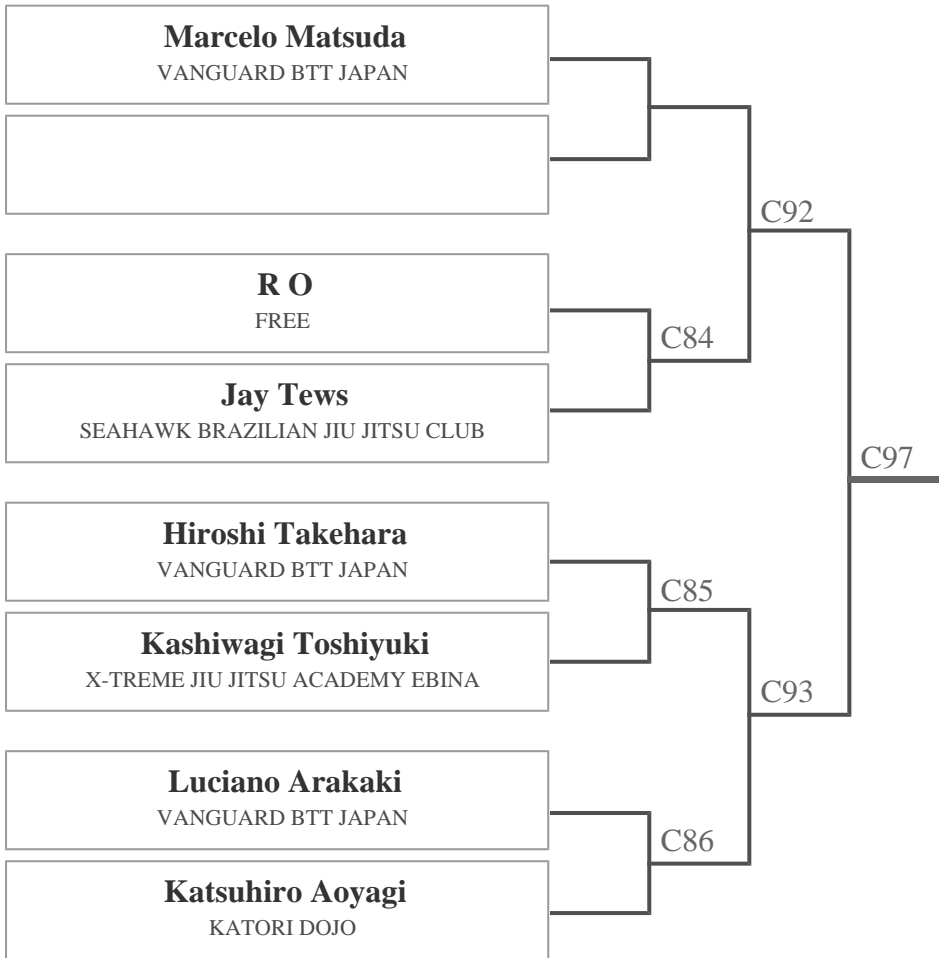 Marcelo Matsuda
VANGUARD BTT JAPAN
C92
R O
FREE
C84
Jay Tews
SEAHAWK BRAZILIAN JIU JITSU CLUB
C97
Hiroshi Takehara
VANGUARD BTT JAPAN
C85
Kashiwagi Toshiyuki
X-TREME JIU JITSU ACADEMY EBINA
C93
Luciano Arakaki
VANGUARD BTT JAPAN
C86
Katsuhiro Aoyagi
KATORI DOJO